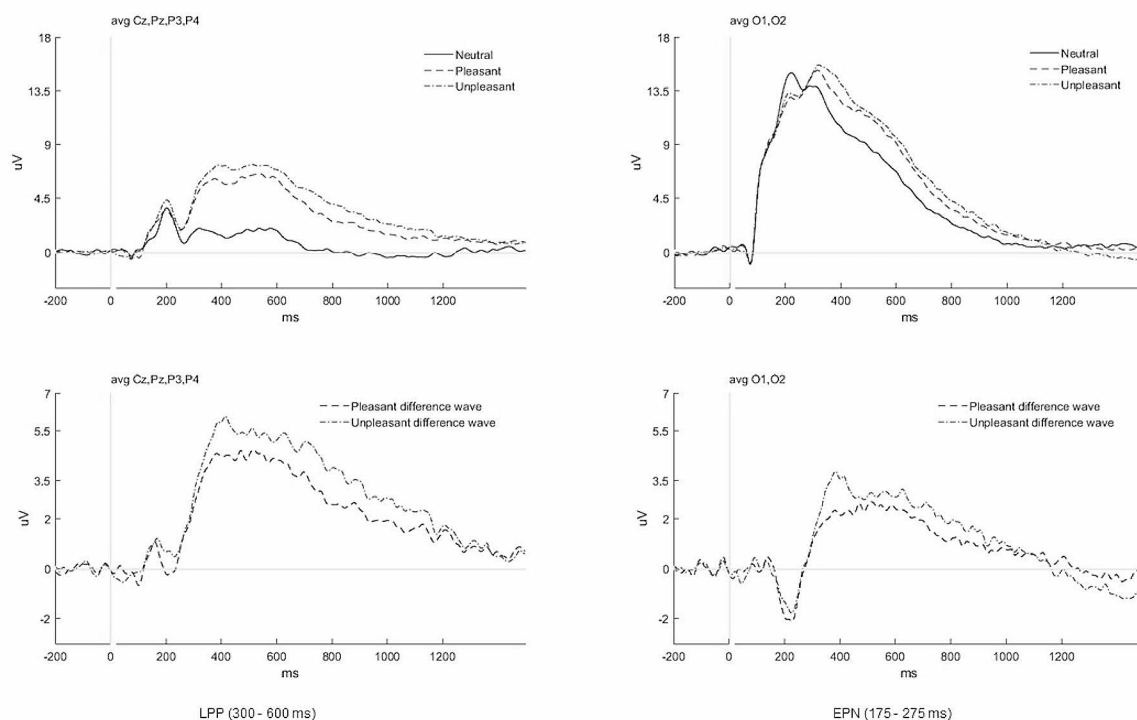 avg Cz,Pz,P3,P4
18
13.5
9
4.5
0
uV
Neutral
Pleasant
Unpleasant
-200 0 200 400 600 800 1000 1200
ms
avg O1,O2
18
13.5
9
4.5
0
uV
Neutral
Pleasant
Unpleasant
-200 0 200 400 600 800 1000 1200
ms
avg Cz,Pz,P3,P4
7
5.5
3.5
2
0
-2
uV
Pleasant difference wave
Unpleasant difference wave
-200 0 200 400 600 800 1000 1200
ms
avg O1,O2
7
5.5
3.5
2
0
-2
uV
Pleasant difference wave
Unpleasant difference wave
-200 0 200 400 600 800 1000 1200
ms
LPP (300 - 600 ms)
EPN (175 - 275 ms)